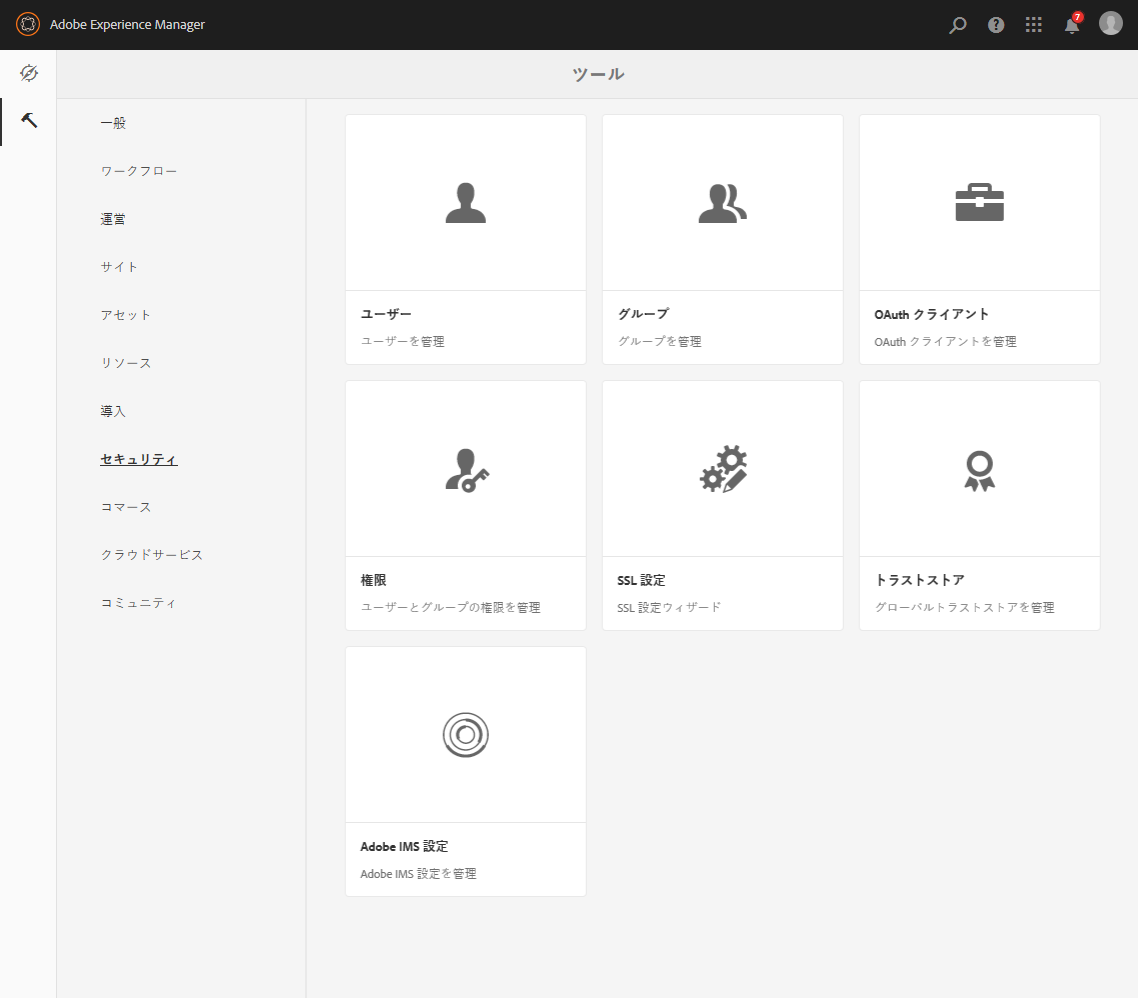 Adobe Experience Manager
7
ツール
一般
ワークフロー
運営
サイト
アセット
リソース
導入
セキュリティ
コマース
クラウドサービス
コミュニティ
ユーザー
ユーザーを管理
グループ
グループを管理
OAuth クライアント
OAuth クライアントを管理
権限
ユーザーとグループの権限を管理
SSL 設定
SSL 設定ウィザード
トラストストア
グローバルトラストストアを管理
Adobe IMS 設定
Adobe IMS 設定を管理